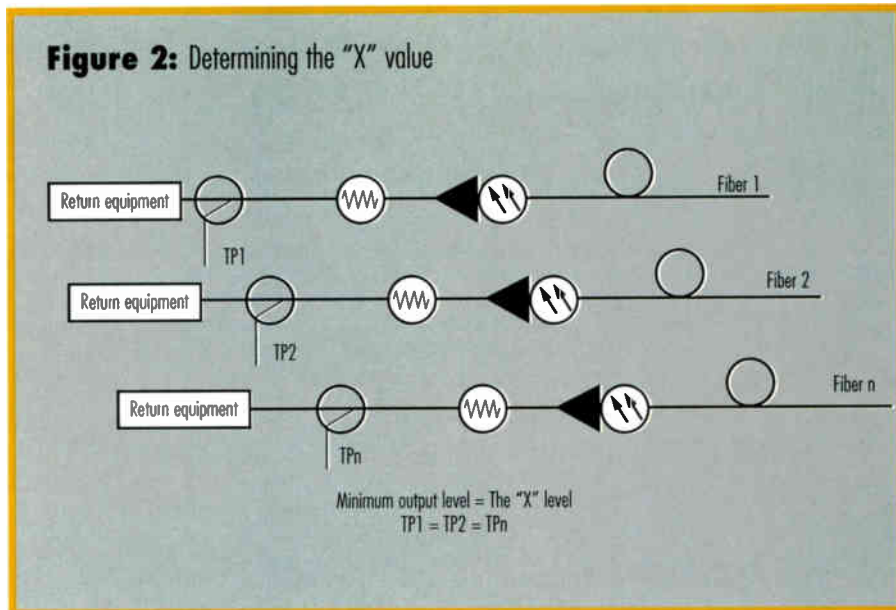 Figure 2: Determining the "X" value
Return equipment
Fiber 1
TP1
Return equipment
Fiber 2
TP2
Return equipment
Fiber n
TPn
Minimum output level = The "X" level
TP1 = TP2 = TPn